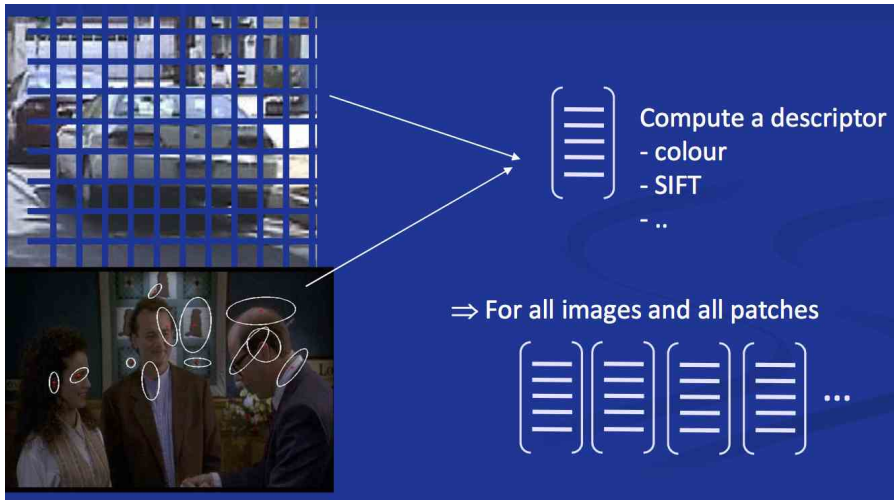 Compute a descriptor
- colour
- SIFT
- ..
⇒ For all images and all patches
...